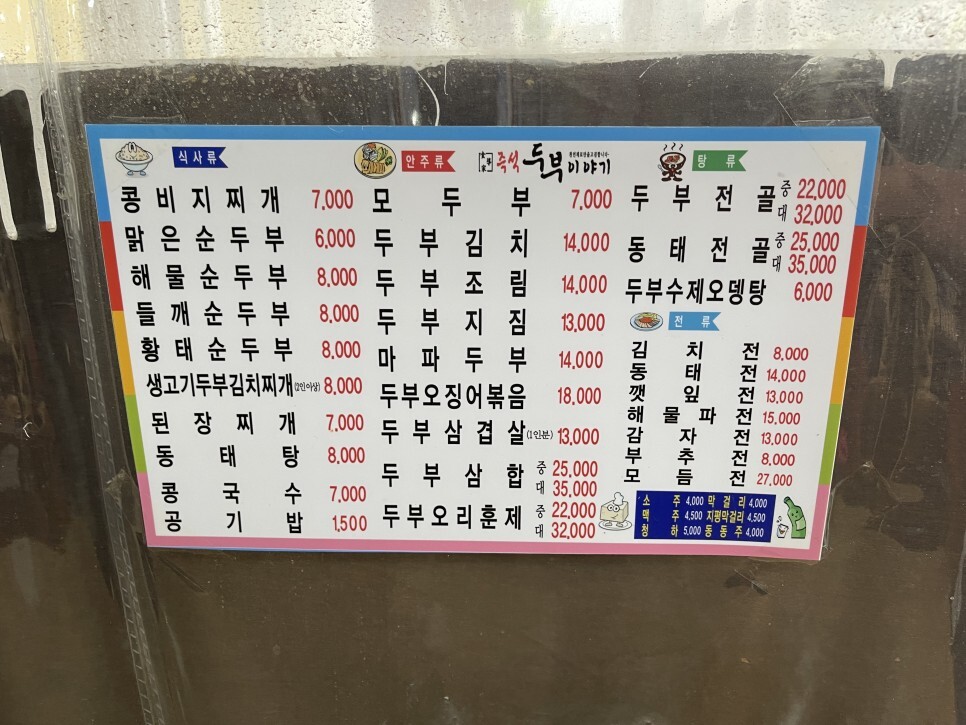 식사류
콩비지찌개 7,000
맑은순두부 6,000
해물순두부 8,000
들깨순두부 8,000
황태순두부 8,000
생고기두부김치찌개(2인이상) 8,000
된장찌개 7,000
동태탕 8,000
콩국수 7,000
공기밥 1,500
안주류
즉석 두부이야기
모두부 7,000
두부김치 14,000
두부조림 14,000
두부지짐 13,000
마파두부 14,000
두부오징어볶음 18,000
두부삼겹살(1인분) 13,000
두부삼합 중 25,000
대 35,000
두부오리훈제 중 22,000
대 32,000
탕류
두부전골 중 22,000
대 32,000
동태전골 중 25,000
대 35,000
두부수제오뎅탕 6,000
전류
김치전 8,000
동태전 14,000
깻잎전 13,000
해물파전 15,000
감자전 13,000
부추전 8,000
모듬전 27,000
소주 4,000 막걸리 4,000
맥주 4,500 지평막걸리 4,500
청하 5,000 동동주 4,000